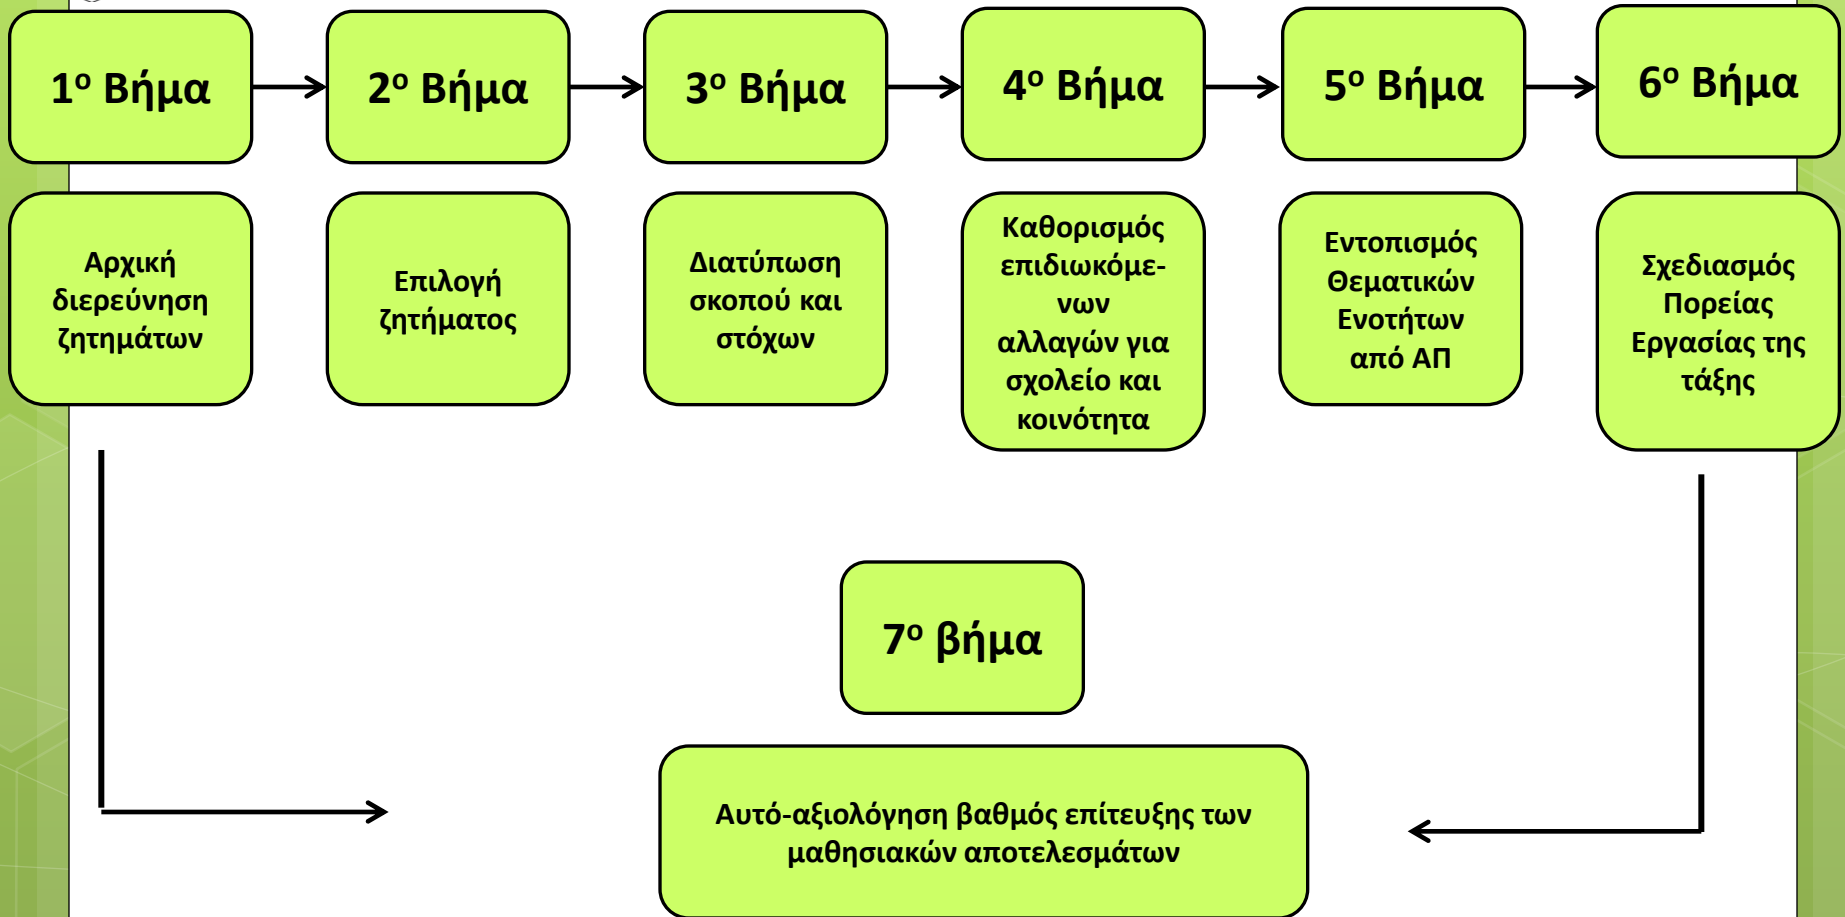 1ο Βήμα
2ο Βήμα
3ο Βήμα
4ο Βήμα
5ο Βήμα
6ο Βήμα
Αρχική
διερεύνηση
ζητημάτων
Επιλογή
ζητήματος
Διατύπωση
σκοπού και
στόχων
Καθορισμός
επιδιωκόμε-
νων
αλλαγών για
σχολείο και
κοινότητα
Εντοπισμός
Θεματικών
Ενοτήτων
από ΑΠ
Σχεδιασμός
Πορείας
Εργασίας της
τάξης
7ο βήμα
Αυτό-αξιολόγηση βαθμός επίτευξης των
μαθησιακών αποτελεσμάτων